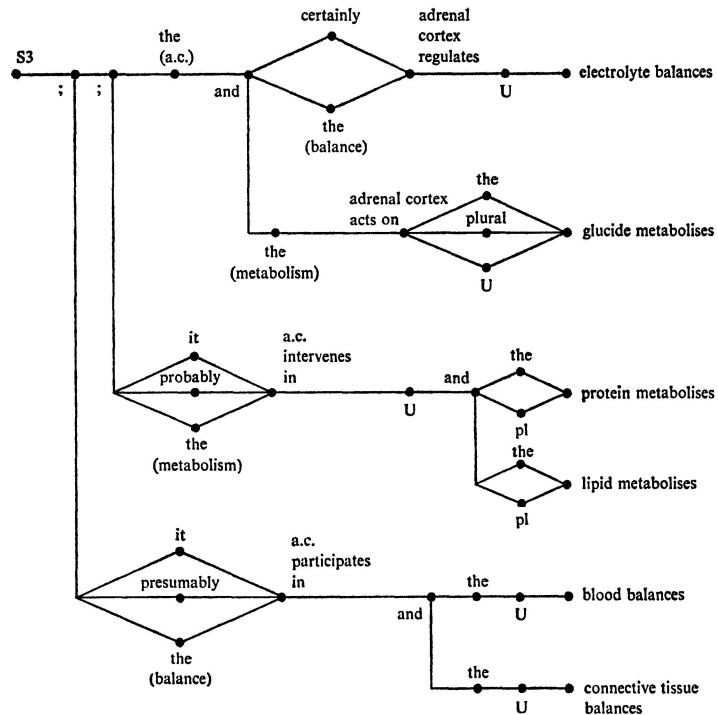 certainly
adrenal
cortex
regulates
the
(a.c.)
S3
; ;
and
U
electrolyte balances
the
(balance)
adrenal cortex
acts on
the
plural
U
glucide metabolises
the
(metabolism)
it
probably
the
(metabolism)
a.c.
intervenes
in
U
and
the
pl
protein metabolises
the
pl
lipid metabolises
it
presumably
the
(balance)
a.c.
participates
in
and
the
U
blood balances
the
U
connective tissue
balances